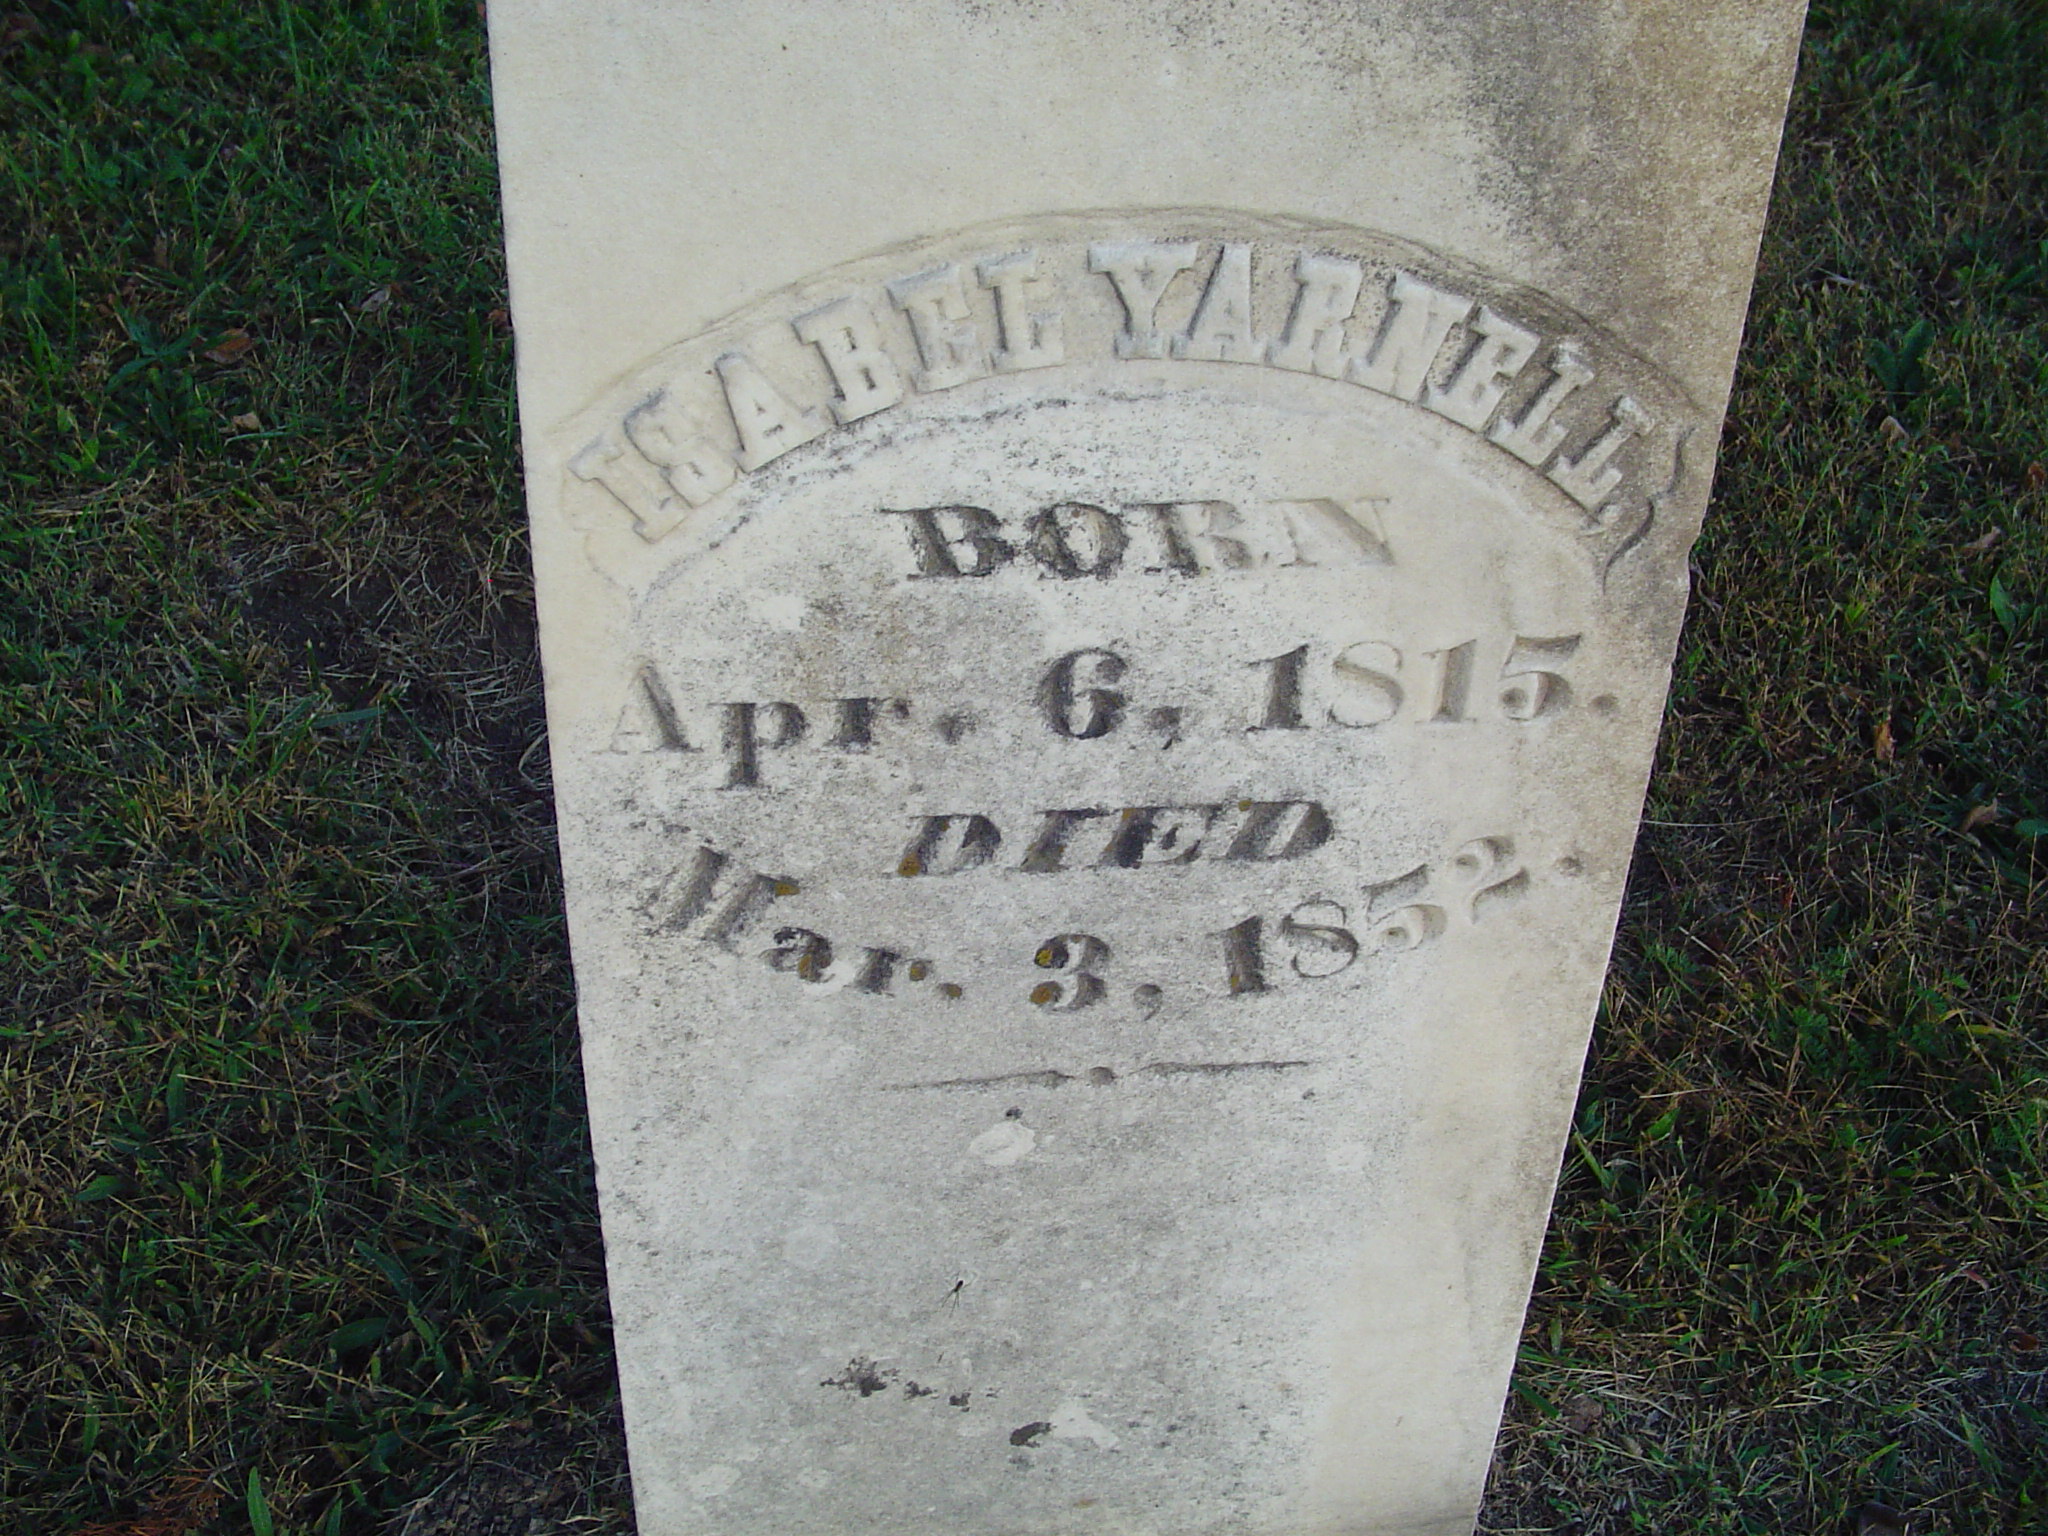 ISABEL YARNELL
BORN
Apr. 6, 1815.
DIED
Mar. 3, 1852.